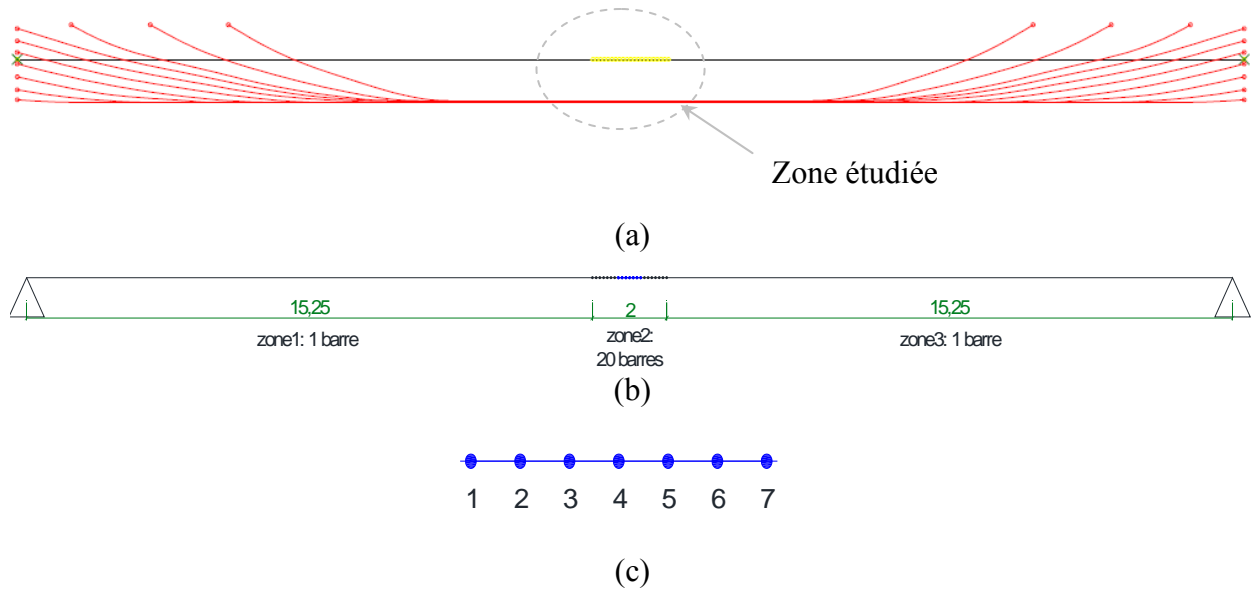 Zone étudiée
(a)
15,25 2 15,25
zone1: 1 barre zone2: 20 barres zone3: 1 barre
(b)
1 2 3 4 5 6 7
(c)